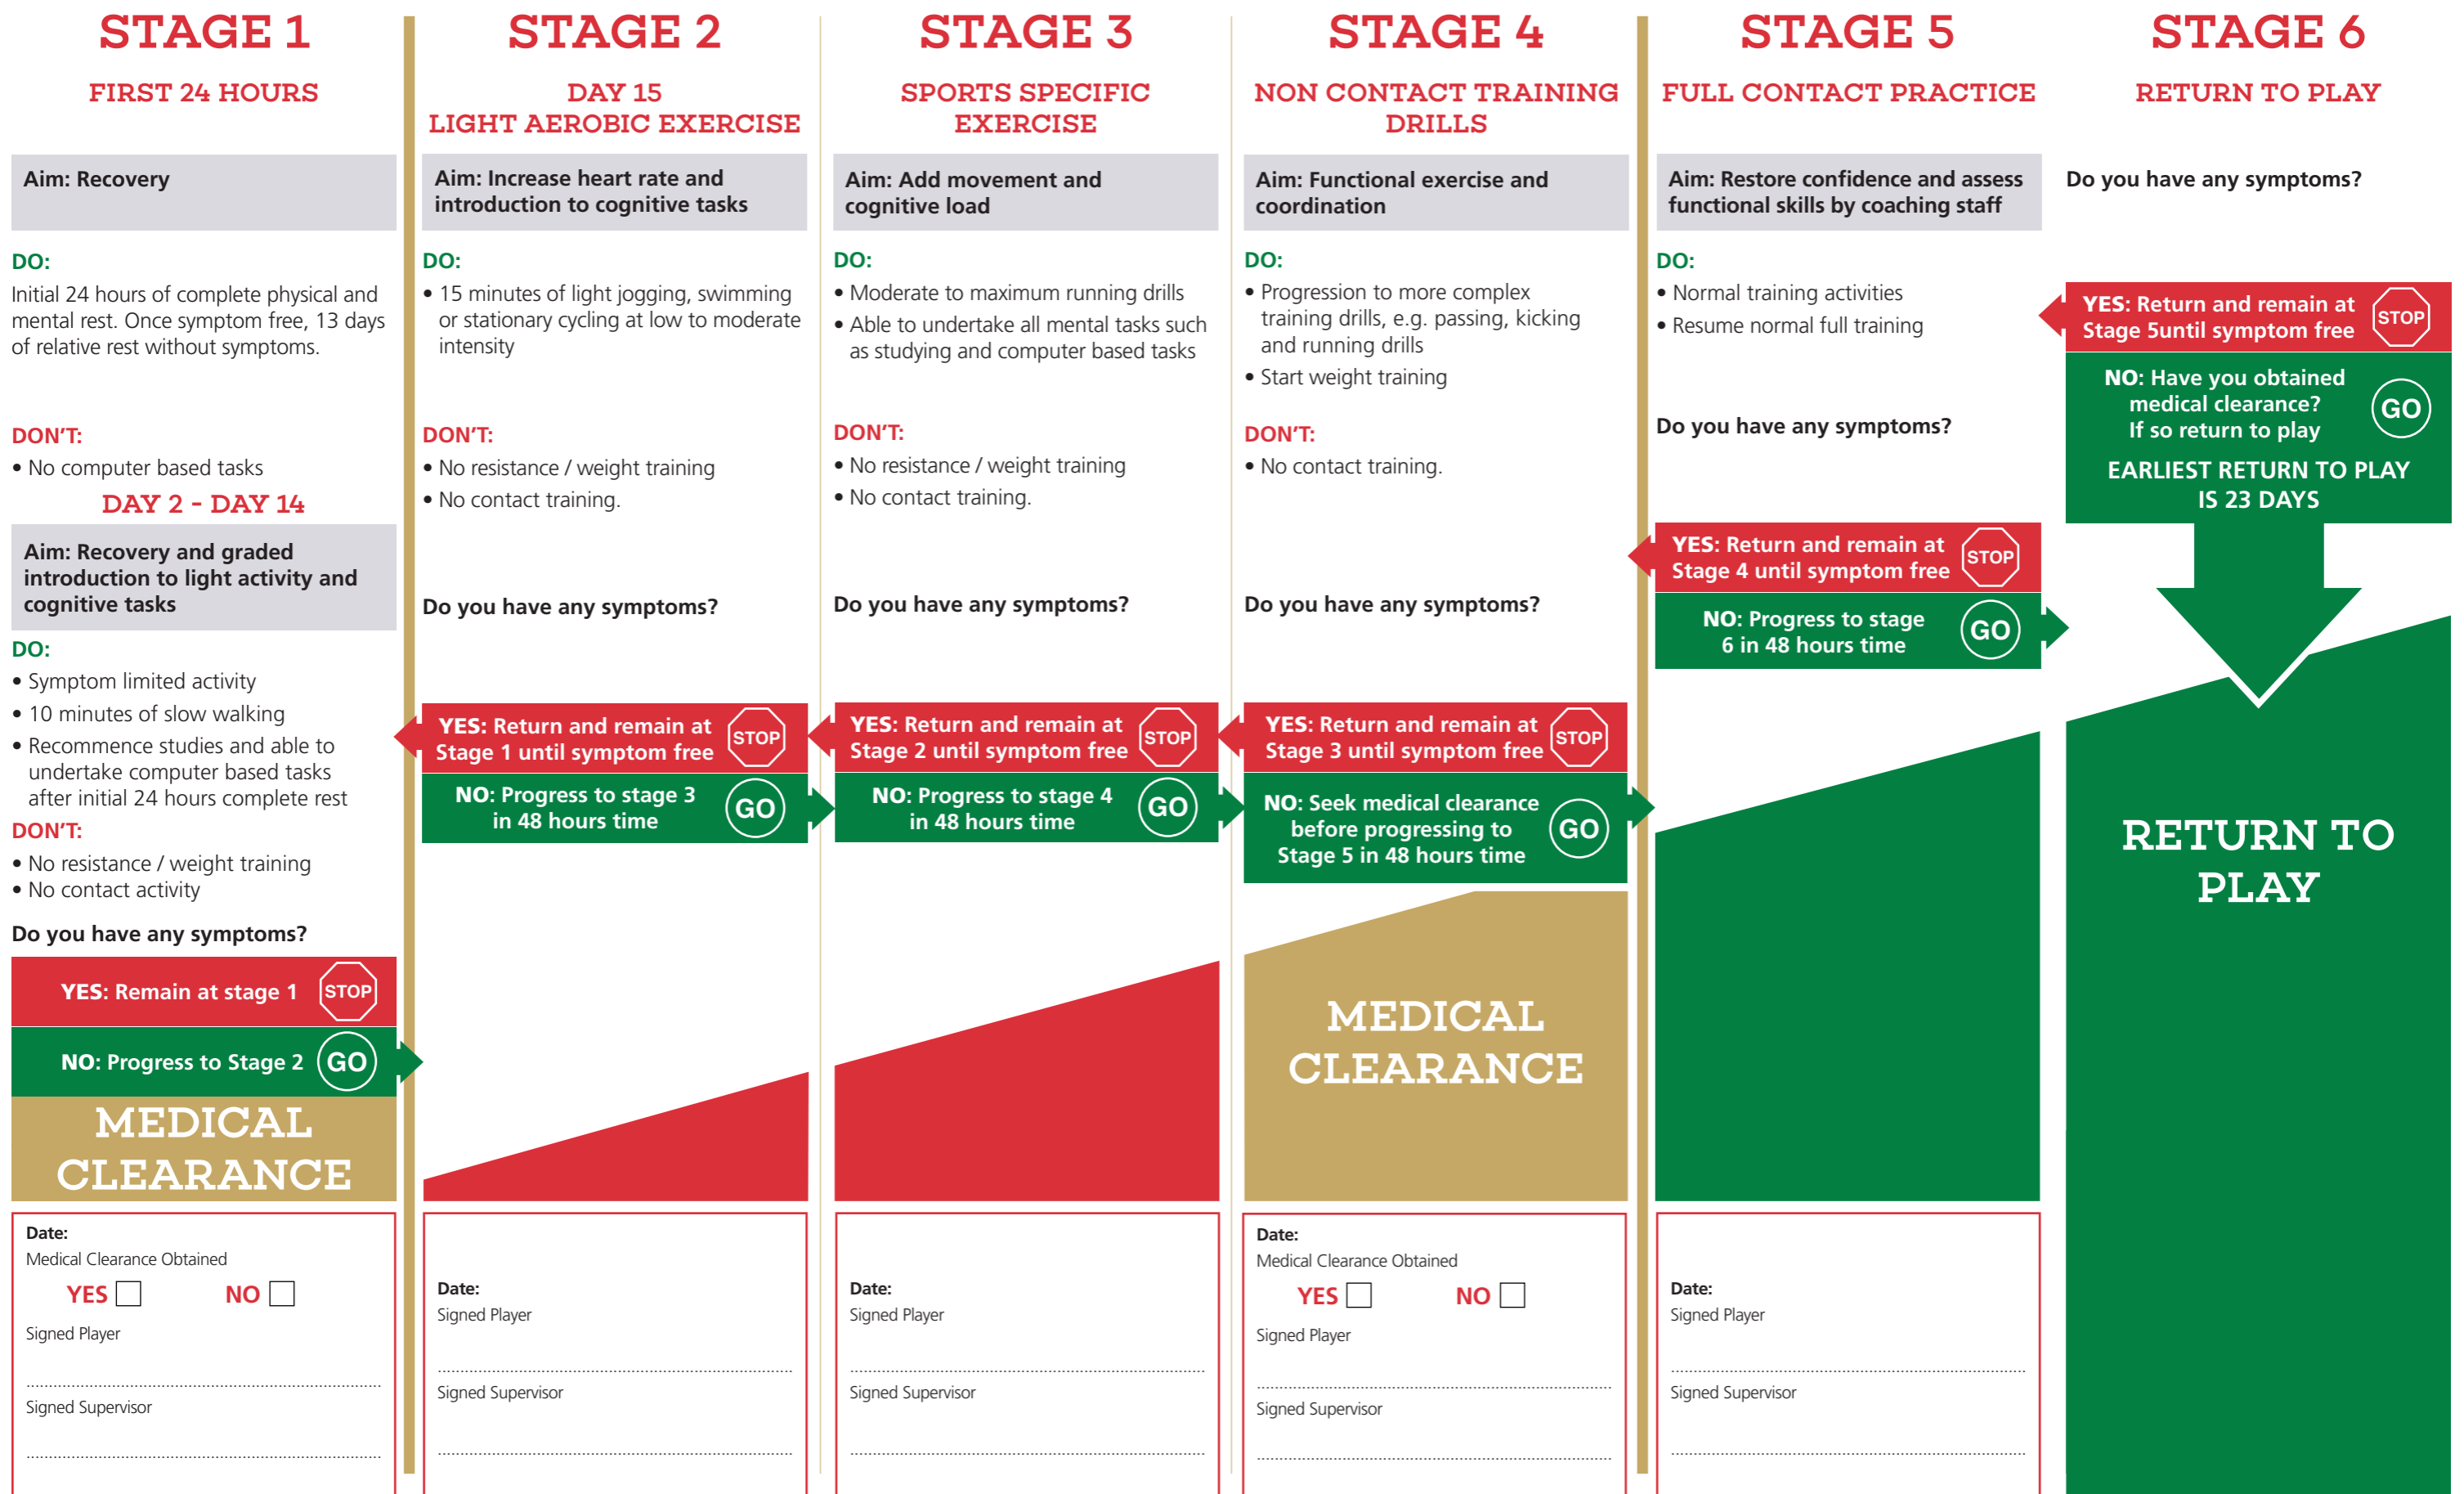 STAGE 1
FIRST 24 HOURS
Aim: Recovery
DO:
Initial 24 hours of complete physical and
mental rest. Once symptom free, 13 days
of relative rest without symptoms.
DON'T:
• No computer based tasks
DAY 2 - DAY 14
Aim: Recovery and graded
introduction to light activity and
cognitive tasks
DO:
• Symptom limited activity
• 10 minutes of slow walking
• Recommence studies and able to
undertake computer based tasks
after initial 24 hours complete rest
DON'T:
• No resistance / weight training
• No contact activity
Do you have any symptoms?
YES: Remain at stage 1
STOP
NO: Progress to Stage 2
GO
MEDICAL
CLEARANCE
Date:
Medical Clearance Obtained
YES NO
Signed Player
Signed Supervisor
STAGE 2
DAY 15
LIGHT AEROBIC EXERCISE
Aim: Increase heart rate and
introduction to cognitive tasks
DO:
• 15 minutes of light jogging, swimming
or stationary cycling at low to moderate
intensity
DON'T:
• No resistance / weight training
• No contact training.
Do you have any symptoms?
YES: Return and remain at
Stage 1 until symptom free
STOP
NO: Progress to stage 3
in 48 hours time
GO
Date:
Signed Player
Signed Supervisor
STAGE 3
SPORTS SPECIFIC
EXERCISE
Aim: Add movement and
cognitive load
DO:
• Moderate to maximum running drills
• Able to undertake all mental tasks such
as studying and computer based tasks
DON'T:
• No resistance / weight training
• No contact training.
Do you have any symptoms?
YES: Return and remain at
Stage 2 until symptom free
STOP
NO: Progress to stage 4
in 48 hours time
GO
Date:
Signed Player
Signed Supervisor
STAGE 4
NON CONTACT TRAINING
DRILLS
Aim: Functional exercise and
coordination
DO:
• Progression to more complex
training drills, e.g. passing, kicking
and running drills
• Start weight training
DON'T:
• No contact training.
Do you have any symptoms?
YES: Return and remain at
Stage 3 until symptom free
STOP
NO: Seek medical clearance
before progressing to
Stage 5 in 48 hours time
GO
MEDICAL
CLEARANCE
Date:
Medical Clearance Obtained
YES NO
Signed Player
Signed Supervisor
STAGE 5
FULL CONTACT PRACTICE
Aim: Restore confidence and assess
functional skills by coaching staff
DO:
• Normal training activities
• Resume normal full training
Do you have any symptoms?
YES: Return and remain at
Stage 4 until symptom free
STOP
NO: Progress to stage
6 in 48 hours time
GO
Date:
Signed Player
Signed Supervisor
STAGE 6
RETURN TO PLAY
Do you have any symptoms?
YES: Return and remain at
Stage 5until symptom free
STOP
NO: Have you obtained
medical clearance?
If so return to play
GO
EARLIEST RETURN TO PLAY
IS 23 DAYS
RETURN TO
PLAY